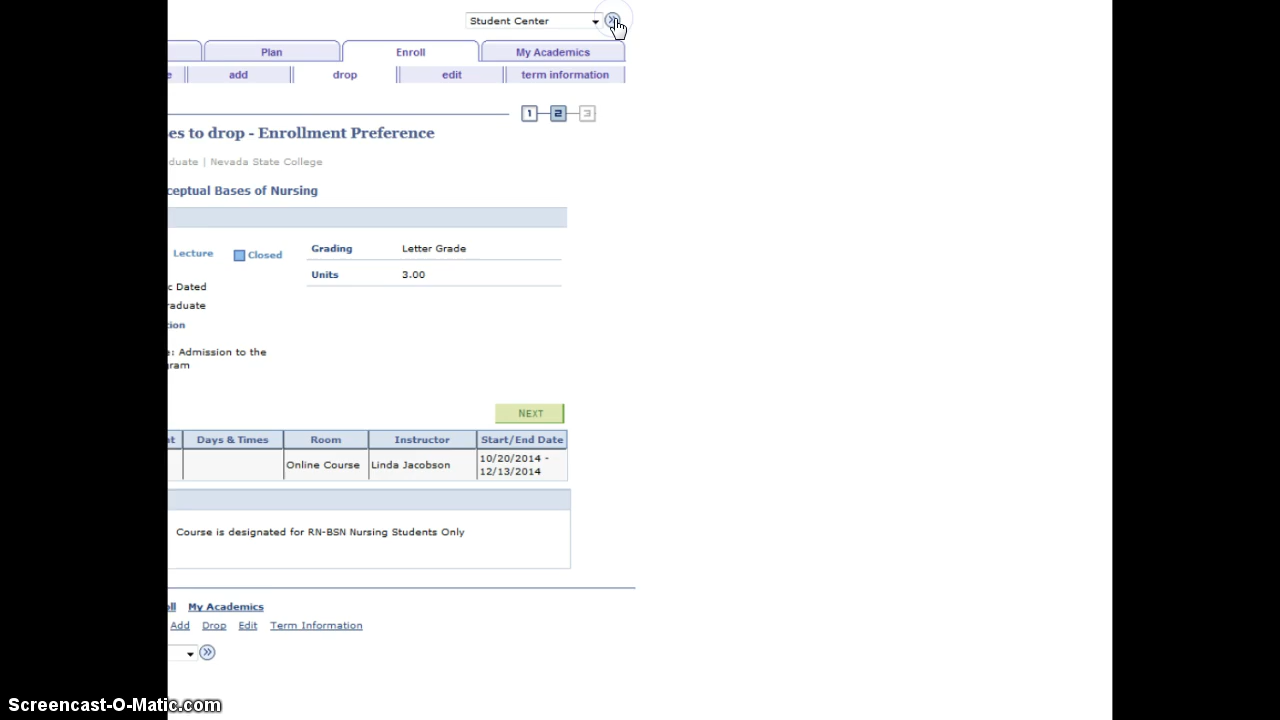 Student Center
Plan Enroll My Academics
e add drop edit term information
1 2 3
es to drop - Enrollment Preference
duate | Nevada State College
ceptual Bases of Nursing
Lecture Closed Grading Letter Grade
Units 3.00
c Dated
raduate
tion
e: Admission to the
gram
NEXT
nt Days & Times Room Instructor Start/End Date
Online Course Linda Jacobson 10/20/2014 -
12/13/2014
Course is designated for RN-BSN Nursing Students Only
oll My Academics
Add Drop Edit Term Information
Screencast-O-Matic.com